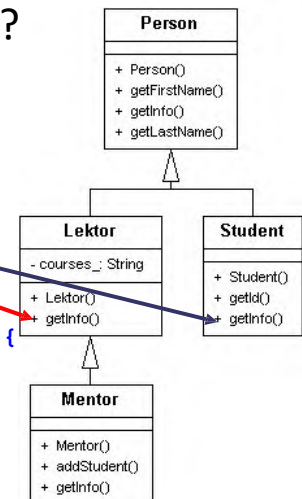 ?
Person
+ Person()
+ getFirstName()
+ getInfo()
+ getLastName()
Lektor
- courses_: String
+ Lektor()
+ getInfo()
{
Student
+ Student()
+ getId()
+ getInfo()
Mentor
+ Mentor()
+ addStudent()
+ getInfo()